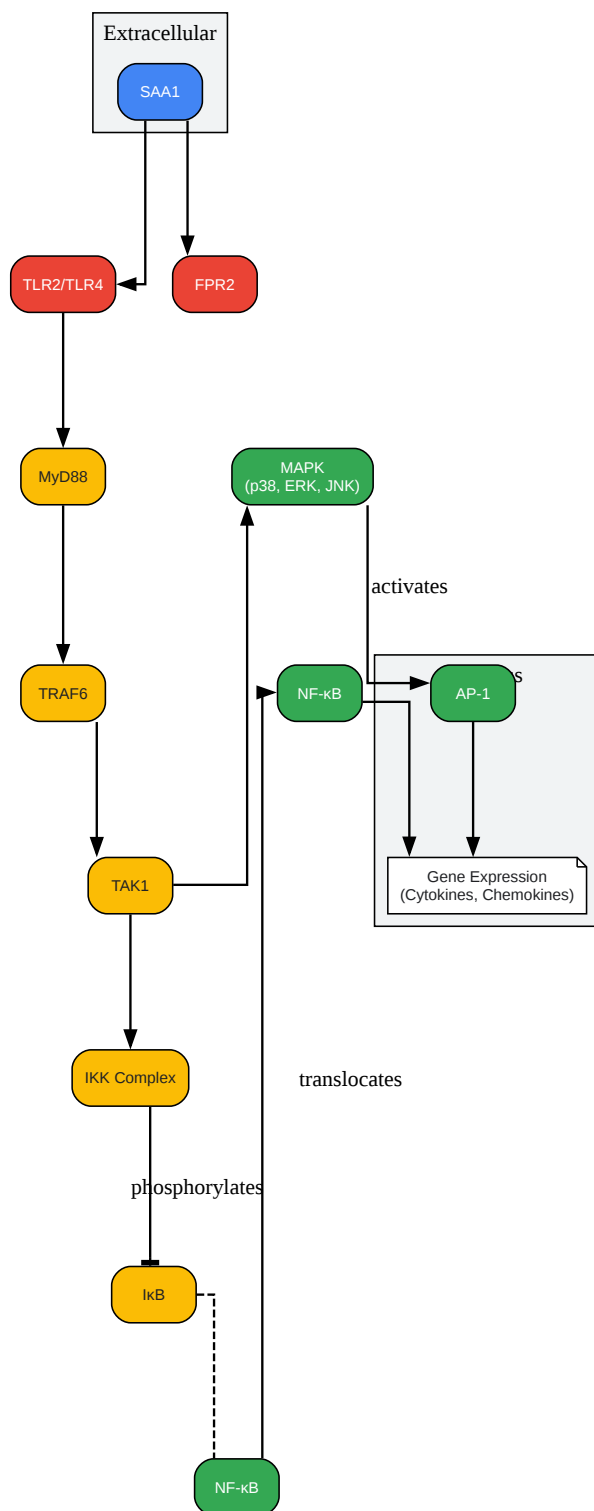 Extracellular
SAA1
TLR2/TLR4
FPR2
MyD88
MAPK
(p38, ERK, JNK)
activates
TRAF6
NF-κB
AP-1
TAK1
Gene Expression
(Cytokines, Chemokines)
IKK Complex
translocates
phosphorylates
IκB
NF-κB